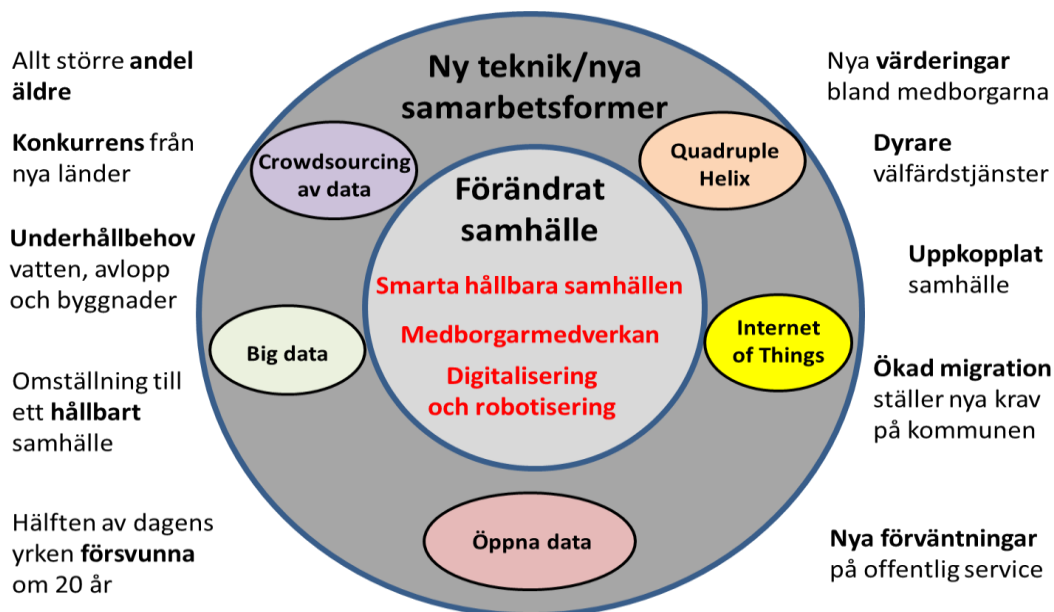 Allt större andel
äldre
Konkurrens från
nya länder
Underhållbehov
vatten, avlopp
och byggnader
Omställning till
ett hållbart
samhälle
Hälften av dagens
yrken försvunna
om 20 år
Ny teknik/nya
samarbetsformer
Crowdsourcing
av data
Quadruple
Helix
Förändrat
samhälle
Smarta hållbara samhällen
Medborgarmedverkan
Digitalisering
och robotisering
Big data
Internet
of Things
Öppna data
Nya värderingar
bland medborgarna
Dyrare
välfärdstjänster
Uppkopplat
samhälle
Ökad migration
ställer nya krav
på kommunen
Nya förväntningar
på offentlig service